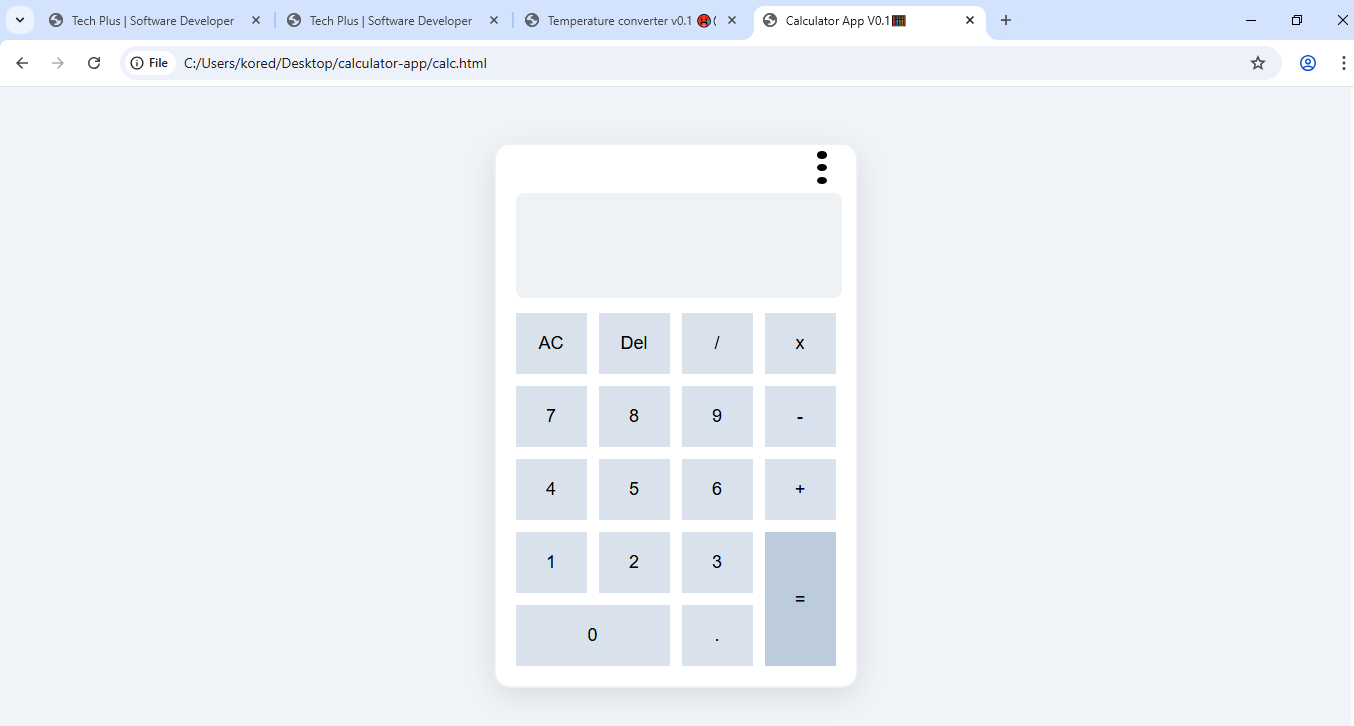 Tech Plus | Software Developer
Tech Plus | Software Developer
Temperature converter v0.1
Calculator App V0.1
File C:/Users/kored/Desktop/calculator-app/calc.html
AC Del / x
7 8 9 -
4 5 6 +
1 2 3
=
0 .